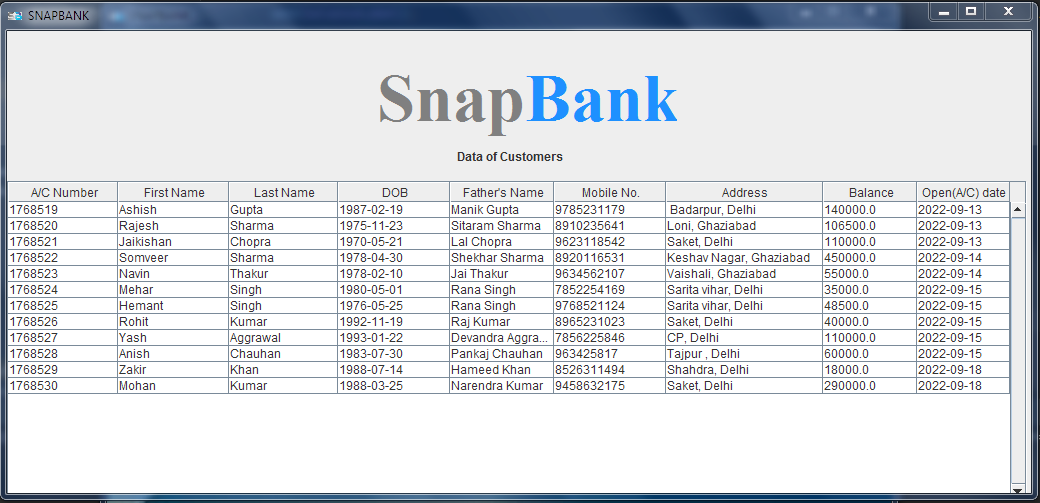 SNAPBANK
SnapBank
Data of Customers
A/C Number First Name Last Name DOB Father's Name Mobile No. Address Balance Open(A/C) date
1768519 Ashish Gupta 1987-02-19 Manik Gupta 9785231179 Badarpur, Delhi 140000.0 2022-09-13
1768520 Rajesh Sharma 1975-11-23 Sitaram Sharma 8910235641 Loni, Ghaziabad 106500.0 2022-09-13
1768521 Jaikishan Chopra 1970-05-21 Lal Chopra 9623118542 Saket, Delhi 110000.0 2022-09-13
1768522 Somveer Sharma 1978-04-30 Shekhar Sharma 8920116531 Keshav Nagar, Ghaziabad 450000.0 2022-09-14
1768523 Navin Thakur 1978-02-10 Jai Thakur 9634562107 Vaishali, Ghaziabad 55000.0 2022-09-14
1768524 Mehar Singh 1980-05-01 Rana Singh 7852254169 Sarita vihar, Delhi 35000.0 2022-09-15
1768525 Hemant Singh 1976-05-25 Rana Singh 9768521124 Sarita vihar, Delhi 48500.0 2022-09-15
1768526 Rohit Kumar 1992-11-19 Raj Kumar 8965231023 Saket, Delhi 40000.0 2022-09-15
1768527 Yash Aggrawal 1993-01-22 Devandra Aggra... 7856225846 CP, Delhi 110000.0 2022-09-15
1768528 Anish Chauhan 1983-07-30 Pankaj Chauhan 963425817 Tajpur , Delhi 60000.0 2022-09-15
1768529 Zakir Khan 1988-07-14 Hameed Khan 8526311494 Shahdra, Delhi 18000.0 2022-09-18
1768530 Mohan Kumar 1988-03-25 Narendra Kumar 9458632175 Saket, Delhi 290000.0 2022-09-18